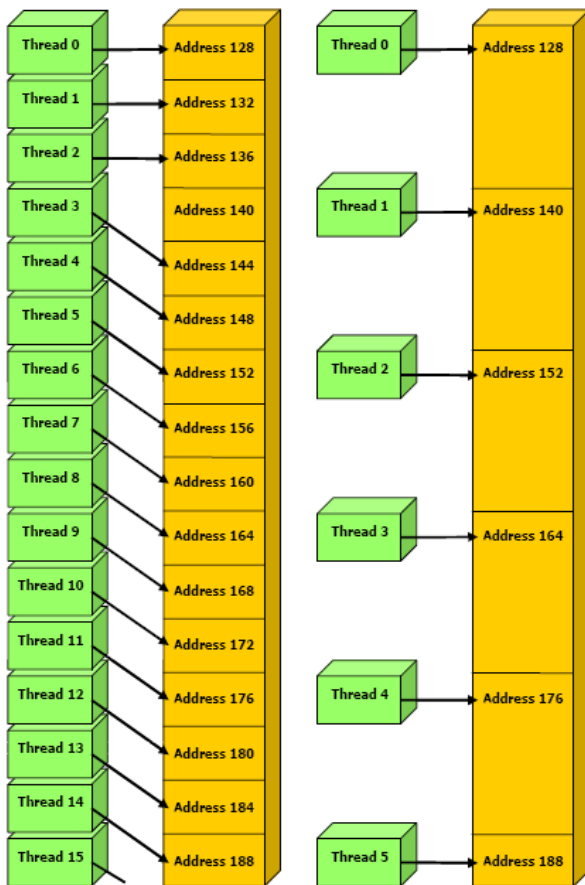 Thread 0
Address 128
Thread 1
Address 132
Thread 2
Address 136
Thread 3
Address 140
Thread 4
Address 144
Thread 5
Address 148
Thread 6
Address 152
Thread 7
Address 156
Thread 8
Address 160
Thread 9
Address 164
Thread 10
Address 168
Thread 11
Address 172
Thread 12
Address 176
Thread 13
Address 180
Thread 14
Address 184
Thread 15
Address 188
Thread 0
Address 128
Thread 1
Address 140
Thread 2
Address 152
Thread 3
Address 164
Thread 4
Address 176
Thread 5
Address 188